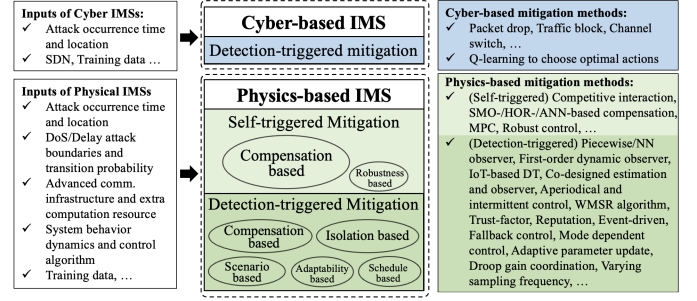 Inputs of Cyber IMSs:
✓ Attack occurrence time
and location
✓ SDN, Training data …
Inputs of Physical IMSs
✓ Attack occurrence time
and location
✓ DoS/Delay attack
boundaries and
transition probability
✓ Advanced comm.
infrastructure and extra
computation resource
✓ System behavior
dynamics and control
algorithm
✓ Training data, …
Cyber-based IMS
Detection-triggered mitigation
Physics-based IMS
Self-triggered Mitigation
Compensation
based
Robustness
based
Detection-triggered Mitigation
Compensation
based
Isolation based
Scenario
based
Adaptability
based
Schedule
based
Cyber-based mitigation methods:
✓ Packet drop, Traffic block, Channel
switch, …
✓ Q-learning to choose optimal actions
Physics-based mitigation methods:
✓ (Self-triggered) Competitive interaction,
SMO-/HOR-/ANN-based compensation,
MPC, Robust control, …
✓ (Detection-triggered) Piecewise/NN
observer, First-order dynamic observer,
IoT-based DT, Co-designed estimation
and observer, Aperiodical and
intermittent control, WMSR algorithm,
Trust-factor, Reputation, Event-driven,
Fallback control, Mode dependent
control, Adaptive parameter update,
Droop gain coordination, Varying
sampling frequency, …